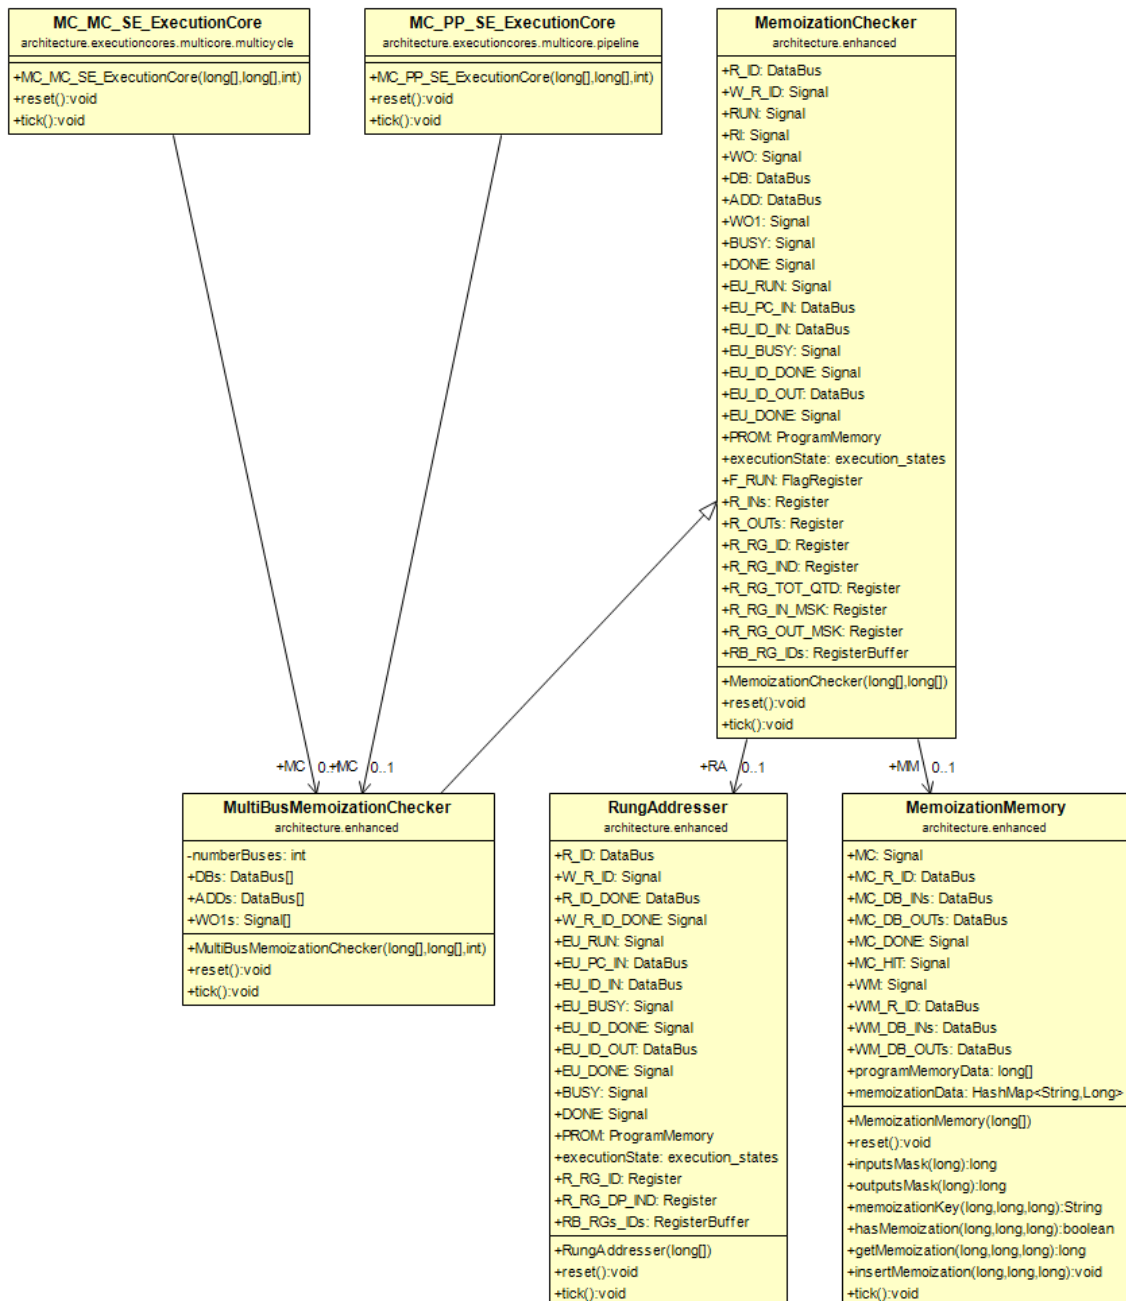 MC_MC_SE_ExecutionCore
architecture.executioncores.multicore.multicycle
+MC_MC_SE_ExecutionCore(long[],long[],int)
+reset():void
+tick():void
MC_PP_SE_ExecutionCore
architecture.executioncores.multicore.pipeline
+MC_PP_SE_ExecutionCore(long[],long[],int)
+reset():void
+tick():void
MemoizationChecker
architecture.enhanced
+R_ID: DataBus
+W_R_ID: Signal
+RUN: Signal
+RI: Signal
+WO: Signal
+DB: DataBus
+ADD: DataBus
+WO1: Signal
+BUSY: Signal
+DONE: Signal
+EU_RUN: Signal
+EU_PC_IN: DataBus
+EU_ID_IN: DataBus
+EU_BUSY: Signal
+EU_ID_DONE: Signal
+EU_ID_OUT: DataBus
+EU_DONE: Signal
+PROM: ProgramMemory
+executionState: execution_states
+F_RUN: FlagRegister
+R_INs: Register
+R_OUTs: Register
+R_RG_ID: Register
+R_RG_IND: Register
+R_RG_TOT_QTD: Register
+R_RG_IN_MSK: Register
+R_RG_OUT_MSK: Register
+RB_RG_IDs: RegisterBuffer
+MemoizationChecker(long[],long[])
+reset():void
+tick():void
+MC 0..1 +MC 0..1
+RA 0..1
+MM 0..1
MultiBusMemoizationChecker
architecture.enhanced
-numberBuses: int
+DBs: DataBus[]
+ADDs: DataBus[]
+WO1s: Signal[]
+MultiBusMemoizationChecker(long[],long[],int)
+reset():void
+tick():void
RungAddresser
architecture.enhanced
+R_ID: DataBus
+W_R_ID: Signal
+R_ID_DONE: DataBus
+W_R_ID_DONE: Signal
+EU_RUN: Signal
+EU_PC_IN: DataBus
+EU_ID_IN: DataBus
+EU_BUSY: Signal
+EU_ID_DONE: Signal
+EU_ID_OUT: DataBus
+EU_DONE: Signal
+BUSY: Signal
+DONE: Signal
+PROM: ProgramMemory
+executionState: execution_states
+R_RG_ID: Register
+R_RG_DP_IND: Register
+RB_RGs_IDs: RegisterBuffer
+RungAddresser(long[])
+reset():void
+tick():void
MemoizationMemory
architecture.enhanced
+MC: Signal
+MC_R_ID: DataBus
+MC_DB_INs: DataBus
+MC_DB_OUTs: DataBus
+MC_DONE: Signal
+MC_HIT: Signal
+WM: Signal
+WM_R_ID: DataBus
+WM_DB_INs: DataBus
+WM_DB_OUTs: DataBus
+programMemoryData: long[]
+memoizationData: HashMap<String,Long>
+MemoizationMemory(long[])
+reset():void
+inputsMask(long):long
+outputsMask(long):long
+memoizationKey(long,long,long):String
+hasMemoization(long,long,long):boolean
+getMemoization(long,long,long):long
+insertMemoization(long,long,long):void
+tick():void